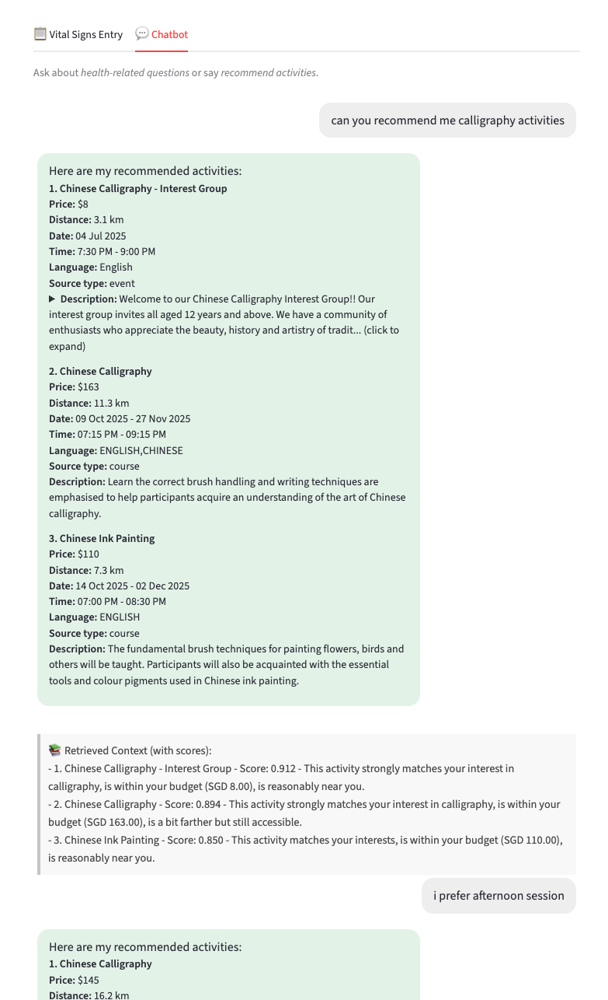 Vital Signs Entry
Chatbot
Ask about health-related questions or say recommend activities.
can you recommend me calligraphy activities
Here are my recommended activities:
1. Chinese Calligraphy - Interest Group
Price: $8
Distance: 3.1 km
Date: 04 Jul 2025
Time: 7:30 PM - 9:00 PM
Language: English
Source type: event
▶ Description: Welcome to our Chinese Calligraphy Interest Group!! Our
interest group invites all aged 12 years and above. We have a community of
enthusiasts who appreciate the beauty, history and artistry of tradit... (click to
expand)
2. Chinese Calligraphy
Price: $163
Distance: 11.3 km
Date: 09 Oct 2025 - 27 Nov 2025
Time: 07:15 PM - 09:15 PM
Language: ENGLISH,CHINESE
Source type: course
Description: Learn the correct brush handling and writing techniques are
emphasised to help participants acquire an understanding of the art of Chinese
calligraphy.
3. Chinese Ink Painting
Price: $110
Distance: 7.3 km
Date: 14 Oct 2025 - 02 Dec 2025
Time: 07:00 PM - 08:30 PM
Language: ENGLISH
Source type: course
Description: The fundamental brush techniques for painting flowers, birds and
others will be taught. Participants will also be acquainted with the essential
tools and colour pigments used in Chinese ink painting.
Retrieved Context (with scores):
- 1. Chinese Calligraphy - Interest Group - Score: 0.912 - This activity strongly matches your interest in
calligraphy, is within your budget (SGD 8.00), is reasonably near you.
- 2. Chinese Calligraphy - Score: 0.894 - This activity strongly matches your interest in calligraphy, is within your
budget (SGD 163.00), is a bit farther but still accessible.
- 3. Chinese Ink Painting - Score: 0.850 - This activity matches your interests, is within your budget (SGD 110.00),
is reasonably near you.
i prefer afternoon session
Here are my recommended activities:
1. Chinese Calligraphy
Price: $145
Distance: 16.2 km